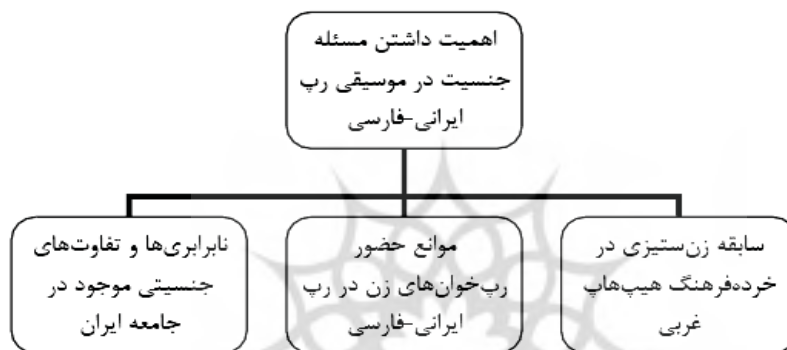 اهمیت داشتن مسئله
جنسیت در موسیقی رپ
ایرانی-فارسی
سابقه زن‌ستیزی در
خرده‌فرهنگ هیپ‌هاپ
غربی
موانع حضور
رپ‌خوان‌های زن در رپ
ایرانی-فارسی
نابرابری‌ها و تفاوت‌های
جنسیتی موجود در
جامعه ایران